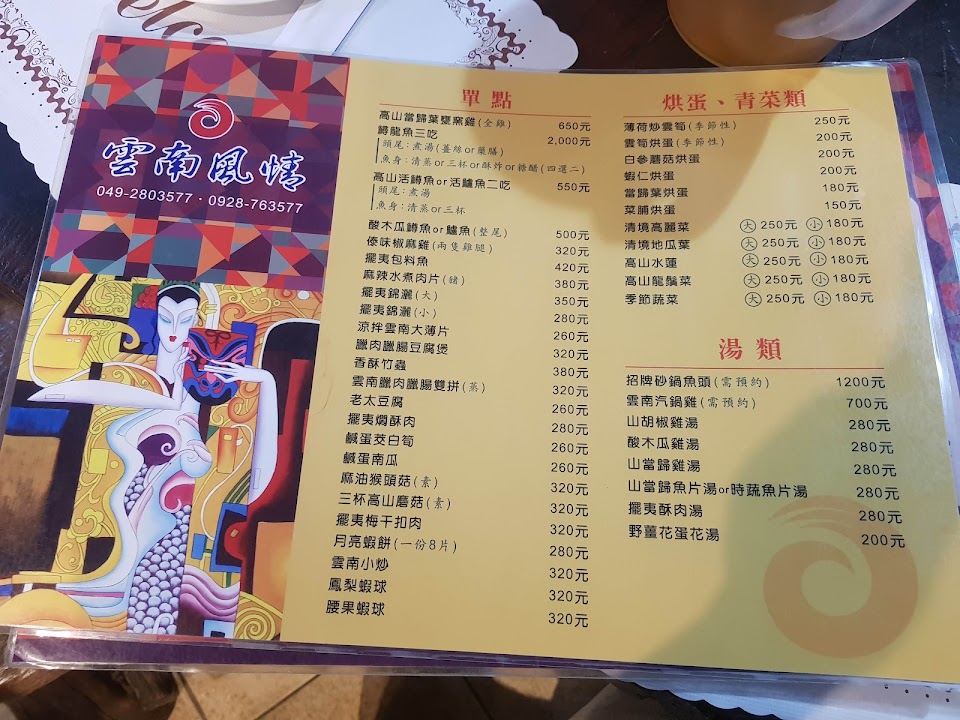 welcome
雲南風情
049-2803577·0928-763577
單點
高山當歸葉甕窯雞(全雞) 650元
鱒龍魚三吃 2,000元
頭尾:煮湯(薑絲or藥膳)
魚身:清蒸or三杯or酥炸or糖醋(四選二)
高山活鱒魚or活鱸魚二吃 550元
頭尾:煮湯
魚身:清蒸or三杯
酸木瓜鱒魚or鱸魚(整尾) 500元
傣味椒麻雞(兩隻雞腿) 320元
擺夷包料魚 420元
麻辣水煮肉片(豬) 380元
擺夷錦灑(大) 350元
擺夷錦灑(小) 280元
涼拌雲南大薄片 260元
臘肉臘腸豆腐煲 320元
香酥竹蟲 380元
雲南臘肉臘腸雙拼(蒸) 320元
老太豆腐 260元
擺夷燜酥肉 280元
鹹蛋茭白筍 260元
鹹蛋南瓜 260元
麻油猴頭菇(素) 320元
三杯高山磨菇(素) 320元
擺夷梅干扣肉 320元
月亮蝦餅(一份8片) 280元
雲南小炒 320元
鳳梨蝦球 320元
腰果蝦球 320元
烘蛋、青菜類
薄荷炒雲筍(季節性) 250元
雲筍烘蛋(季節性) 200元
白參蘑菇烘蛋 200元
蝦仁烘蛋 200元
當歸葉烘蛋 180元
菜脯烘蛋 150元
清境高麗菜 大 250元 小 180元
清境地瓜葉 大 250元 小 180元
高山水蓮 大 250元 小 180元
高山龍鬚菜 大 250元 小 180元
季節蔬菜 大 250元 小 180元
湯類
招牌砂鍋魚頭(需預約) 1200元
雲南汽鍋雞(需預約) 700元
山胡椒雞湯 280元
酸木瓜雞湯 280元
山當歸雞湯 280元
山當歸魚片湯or時蔬魚片湯 280元
擺夷酥肉湯 280元
野薑花蛋花湯 200元